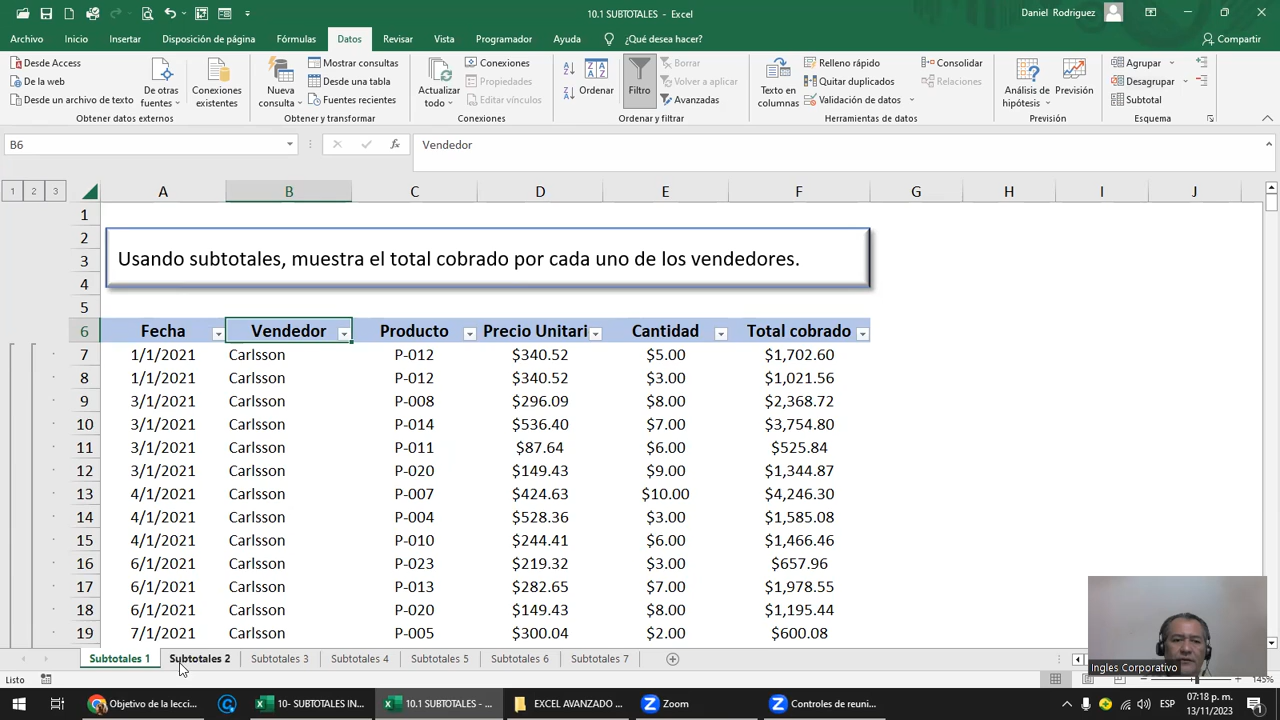 10.1 SUBTOTALES - Excel
Daniel Rodriguez
Archivo Inicio Insertar Disposición de página Fórmulas Datos Revisar Vista Programador Ayuda ¿Qué desea hacer? Compartir
Desde Access
De la web
Desde un archivo de texto
De otras fuentes
Conexiones existentes
Obtener datos externos
Nueva consulta
Mostrar consultas
Desde una tabla
Fuentes recientes
Obtener y transformar
Actualizar todo
Conexiones
Propiedades
Editar vínculos
Conexiones
Ordenar
Filtro
Borrar
Volver a aplicar
Avanzadas
Ordenar y filtrar
Texto en columnas
Relleno rápido
Quitar duplicados
Validación de datos
Consolidar
Relaciones
Herramientas de datos
Análisis de hipótesis
Previsión
Previsión
Agrupar
Desagrupar
Subtotal
Esquema
B6 fx Vendedor
1 2 3 A B C D E F G H I J
1
2
3 Usando subtotales, muestra el total cobrado por cada uno de los vendedores.
4
5
6 Fecha Vendedor Producto Precio Unitari Cantidad Total cobrado
7 1/1/2021 Carlsson P-012 $340.52 $5.00 $1,702.60
8 1/1/2021 Carlsson P-012 $340.52 $3.00 $1,021.56
9 3/1/2021 Carlsson P-008 $296.09 $8.00 $2,368.72
10 3/1/2021 Carlsson P-014 $536.40 $7.00 $3,754.80
11 3/1/2021 Carlsson P-011 $87.64 $6.00 $525.84
12 3/1/2021 Carlsson P-020 $149.43 $9.00 $1,344.87
13 4/1/2021 Carlsson P-007 $424.63 $10.00 $4,246.30
14 4/1/2021 Carlsson P-004 $528.36 $3.00 $1,585.08
15 4/1/2021 Carlsson P-010 $244.41 $6.00 $1,466.46
16 6/1/2021 Carlsson P-023 $219.32 $3.00 $657.96
17 6/1/2021 Carlsson P-013 $282.65 $7.00 $1,978.55
18 6/1/2021 Carlsson P-020 $149.43 $8.00 $1,195.44
19 7/1/2021 Carlsson P-005 $300.04 $2.00 $600.08
Subtotales 1 Subtotales 2 Subtotales 3 Subtotales 4 Subtotales 5 Subtotales 6 Subtotales 7
Ingles Corporativo
Listo 145%
Objetivo de la lecci... 10- SUBTOTALES IN... 10.1 SUBTOTALES - ... EXCEL AVANZADO ... Zoom Controles de reuni... ESP 07:18 p. m.
13/11/2023